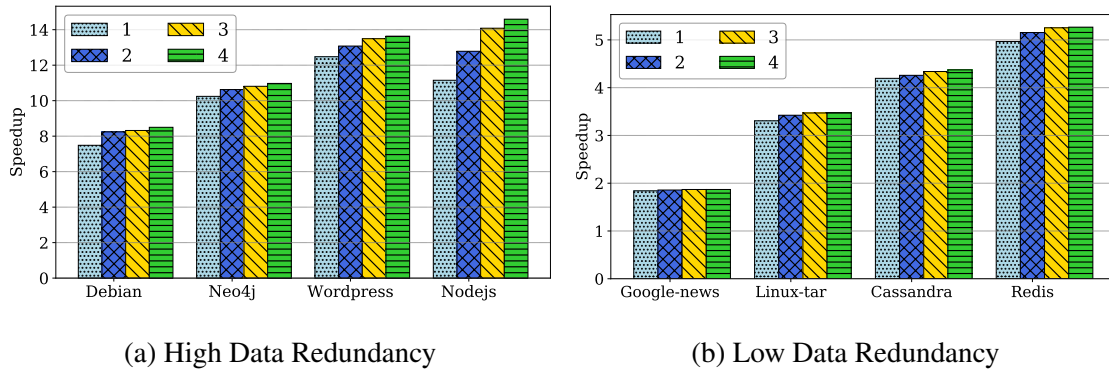 14
12
10
8
6
4
2
0
Speedup
1
2
3
4
Debian
Neo4j
Wordpress
Nodejs
(a) High Data Redundancy
5
4
3
2
1
0
Speedup
1
2
3
4
Google-news
Linux-tar
Cassandra
Redis
(b) Low Data Redundancy